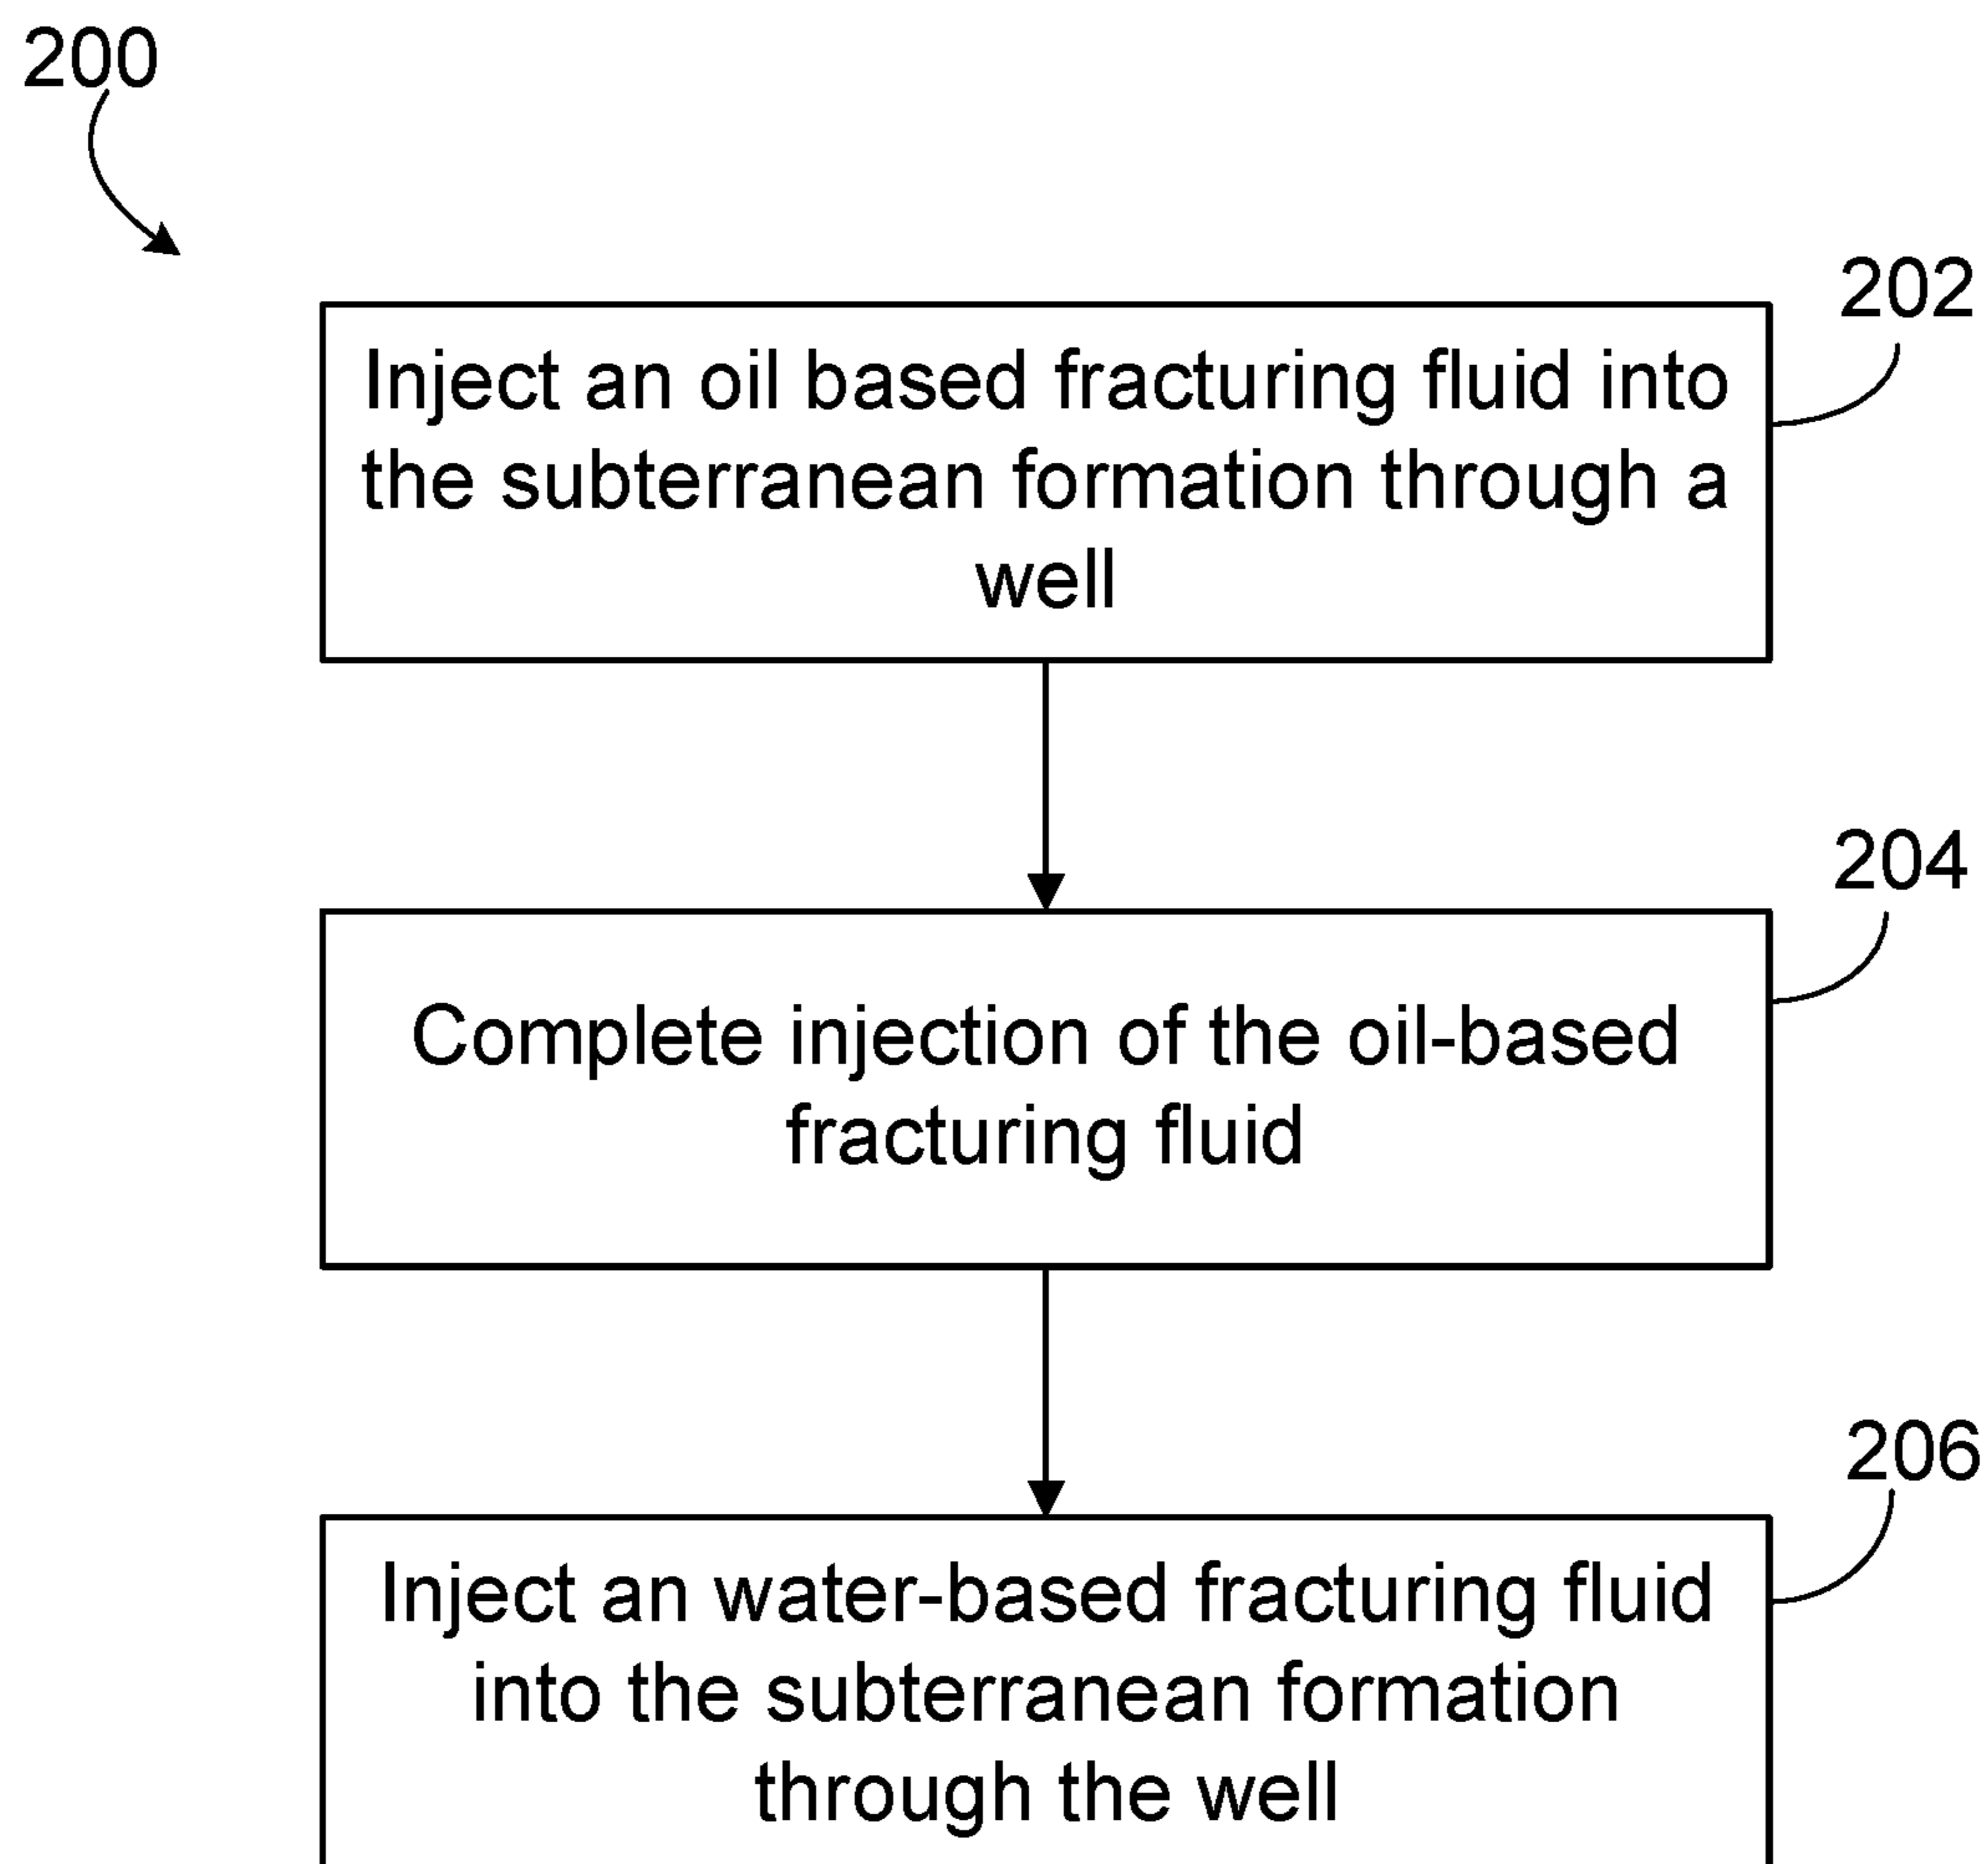 200
202
Inject an oil based fracturing fluid into
the subterranean formation through a
well
204
Complete injection of the oil-based
fracturing fluid
206
Inject an water-based fracturing fluid
into the subterranean formation
through the well